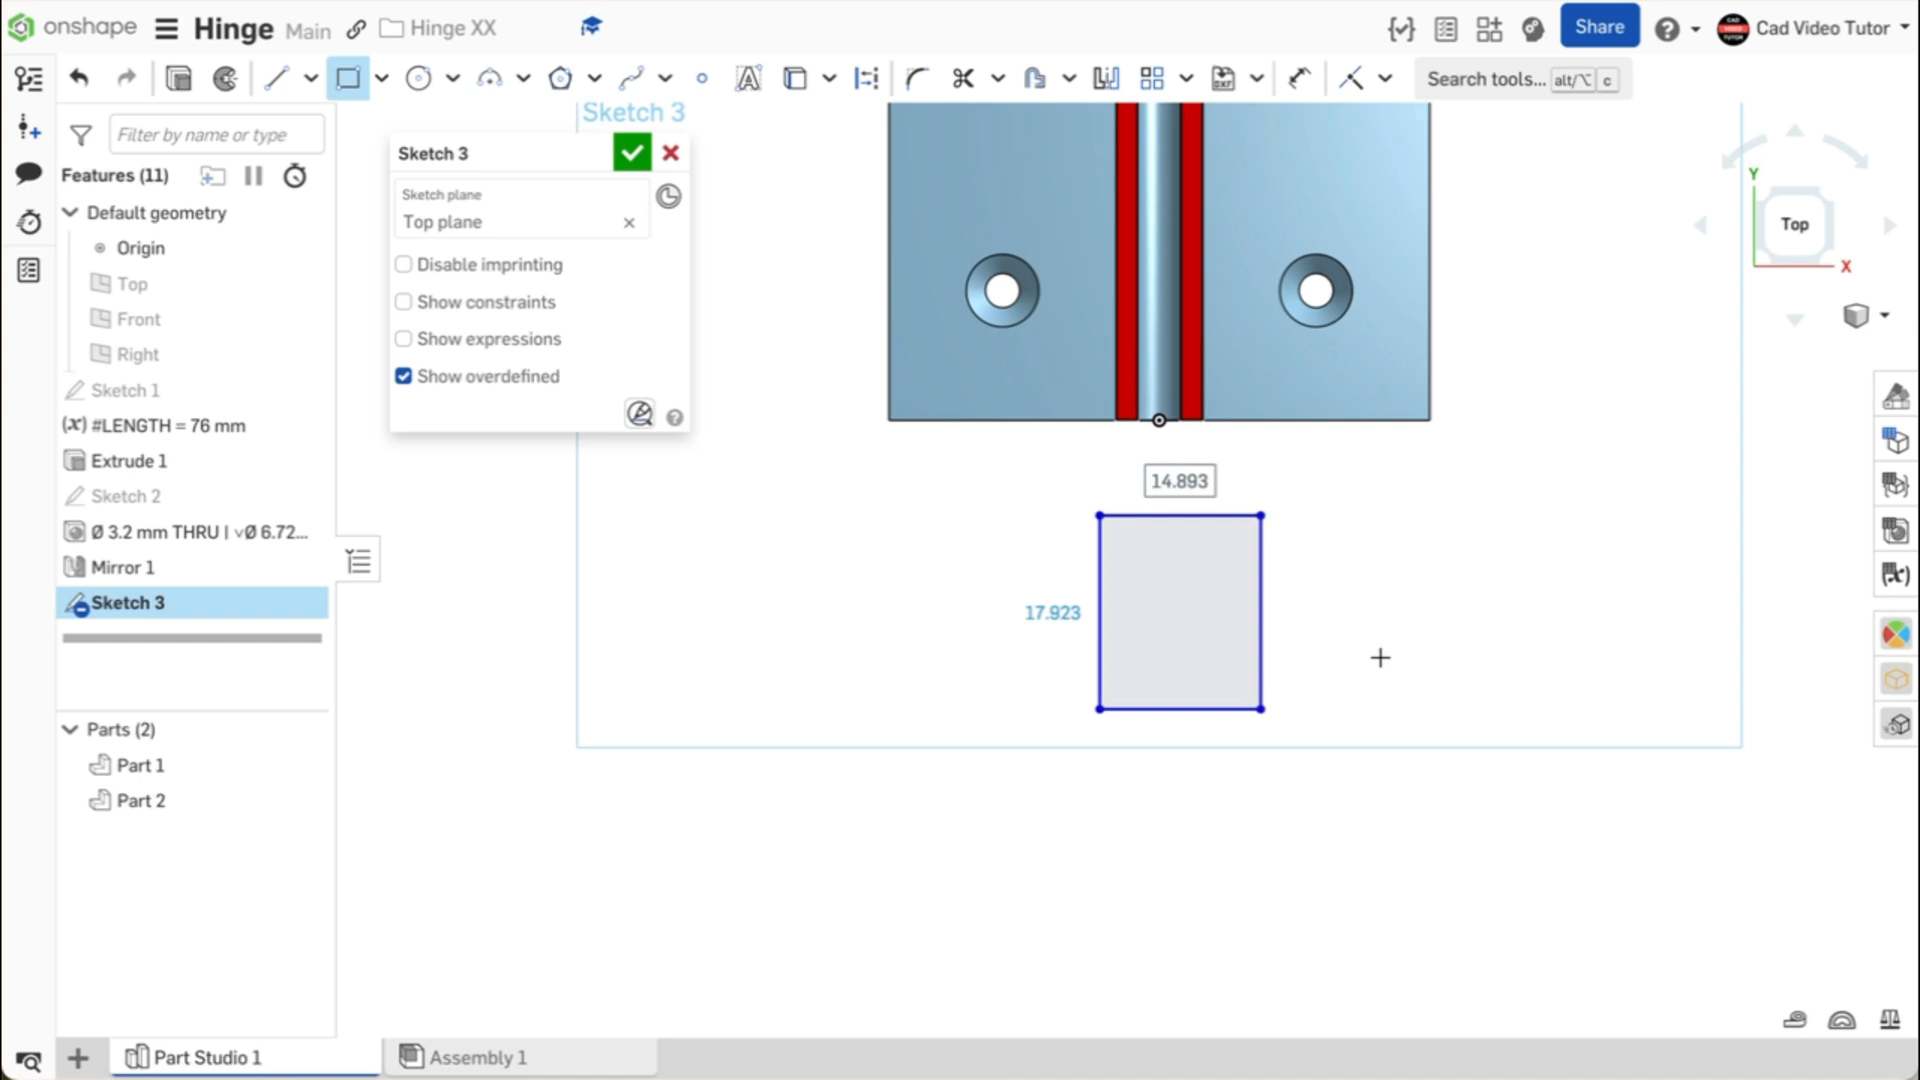 onshape
Hinge Main Hinge XX
Share
Cad Video Tutor
CAD
VIDEO
TUTOR
Search tools... alt/⌥ c
Filter by name or type
Features (11)
Default geometry
Origin
Top
Front
Right
Sketch 1
(x) #LENGTH = 76 mm
Extrude 1
Sketch 2
Ø 3.2 mm THRU | ⌵Ø 6.72...
Mirror 1
Sketch 3
Parts (2)
Part 1
Part 2
Sketch 3
Sketch 3
Sketch plane
Top plane
Disable imprinting
Show constraints
Show expressions
Show overdefined
14.893
17.923
Y
Top
X
Part Studio 1
Assembly 1